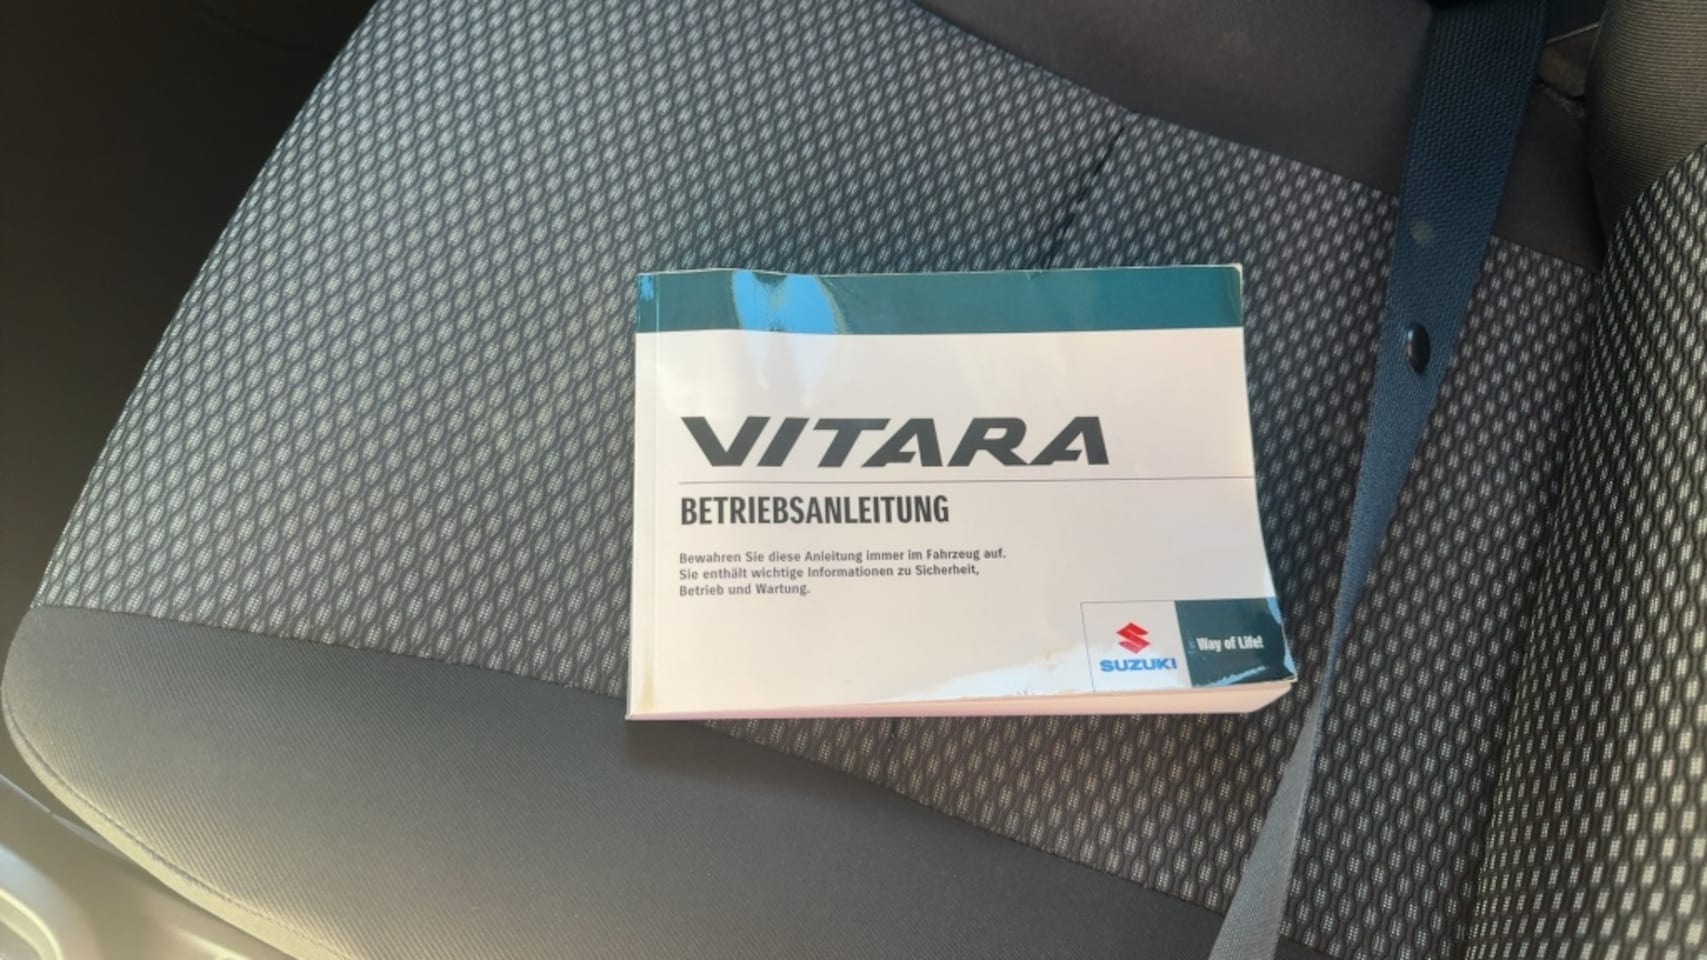 VITARA
BETRIEBSANLEITUNG
Bewahren Sie diese Anleitung immer im Fahrzeug auf.
Sie enthält wichtige Informationen zu Sicherheit,
Betrieb und Wartung.
SUZUKI
Way of Life!